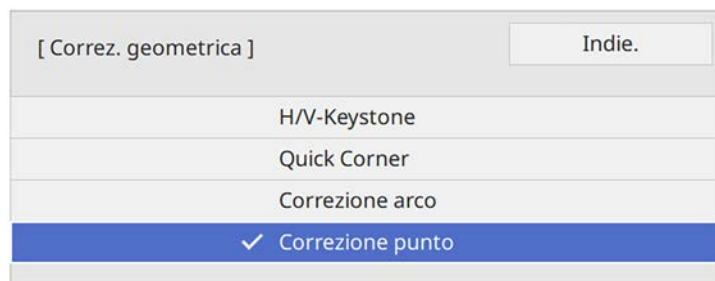 [ Correz. geometrica ]
Indie.
H/V-Keystone
Quick Corner
Correzione arco
Correzione punto